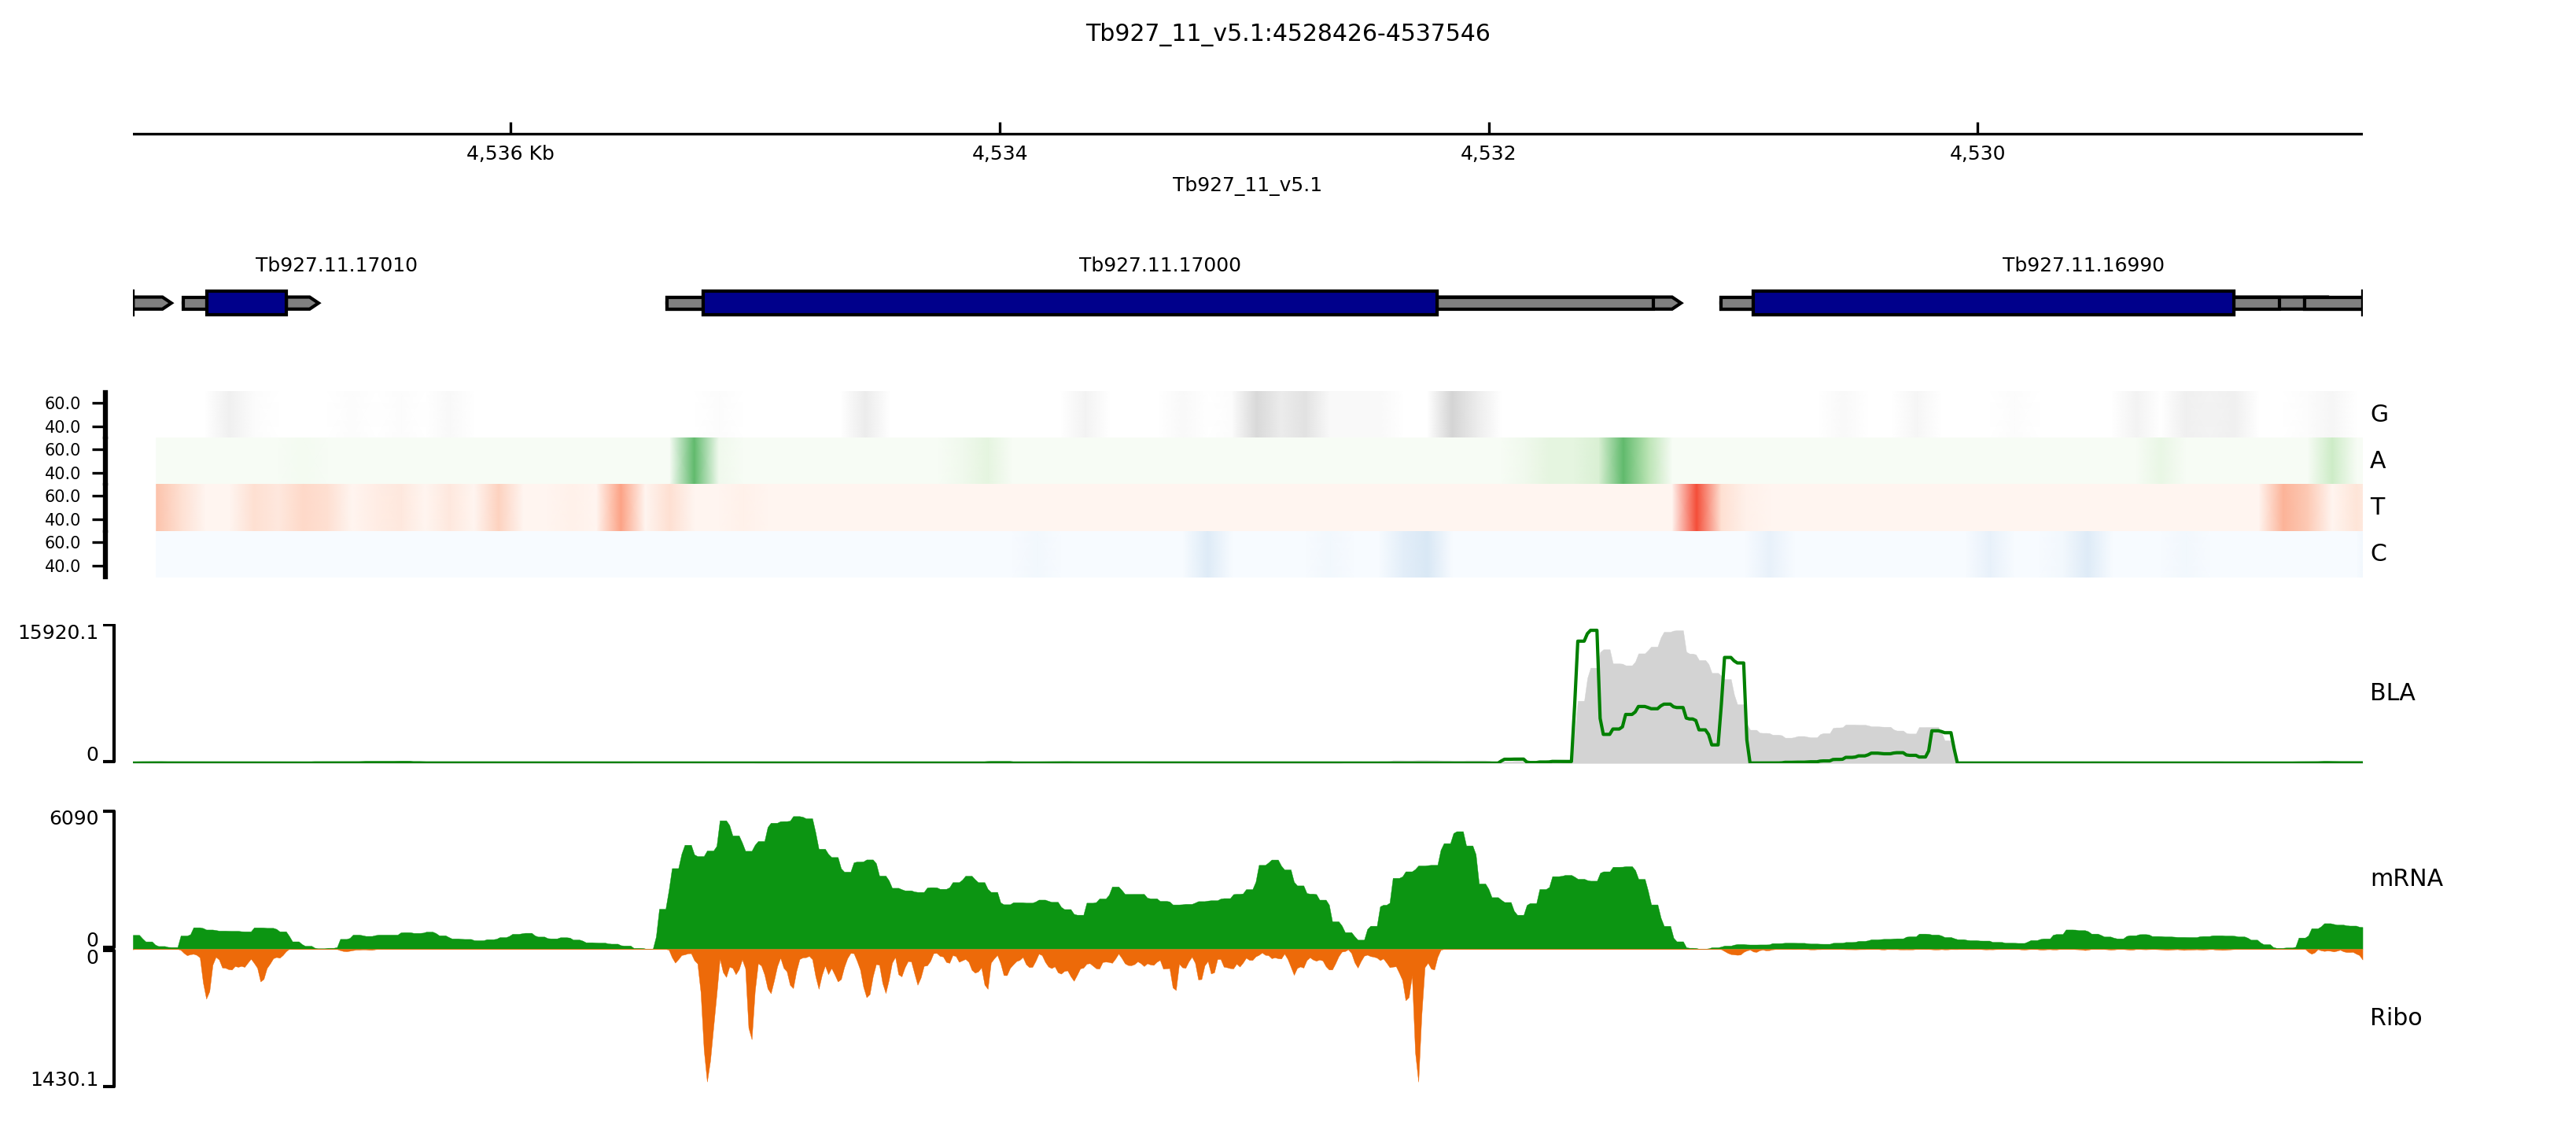 Tb927_11_v5.1:4528426-4537546
4,536 Kb 4,534 4,532 4,530
Tb927_11_v5.1
Tb927.11.17010 Tb927.11.17000 Tb927.11.16990
60.0
40.0
G
60.0
40.0
A
60.0
40.0
T
60.0
40.0
C
15920.1
0
BLA
6090
0
mRNA
0
1430.1
Ribo